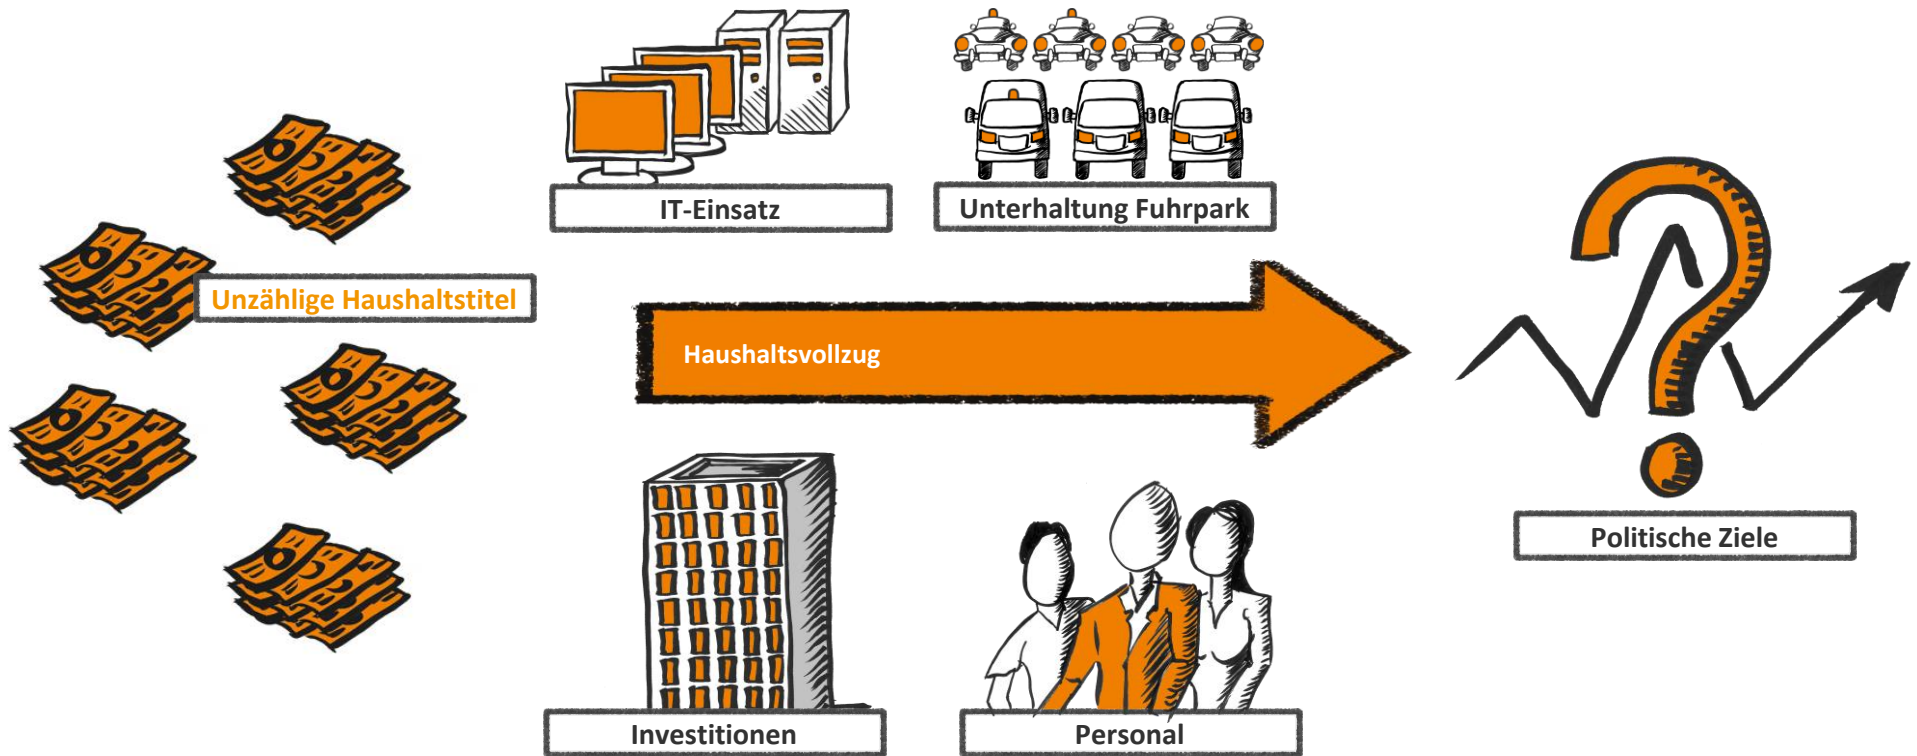 IT-Einsatz
Unterhaltung Fuhrpark
Unzählige Haushaltstitel
Haushaltsvollzug
Politische Ziele
Investitionen
Personal